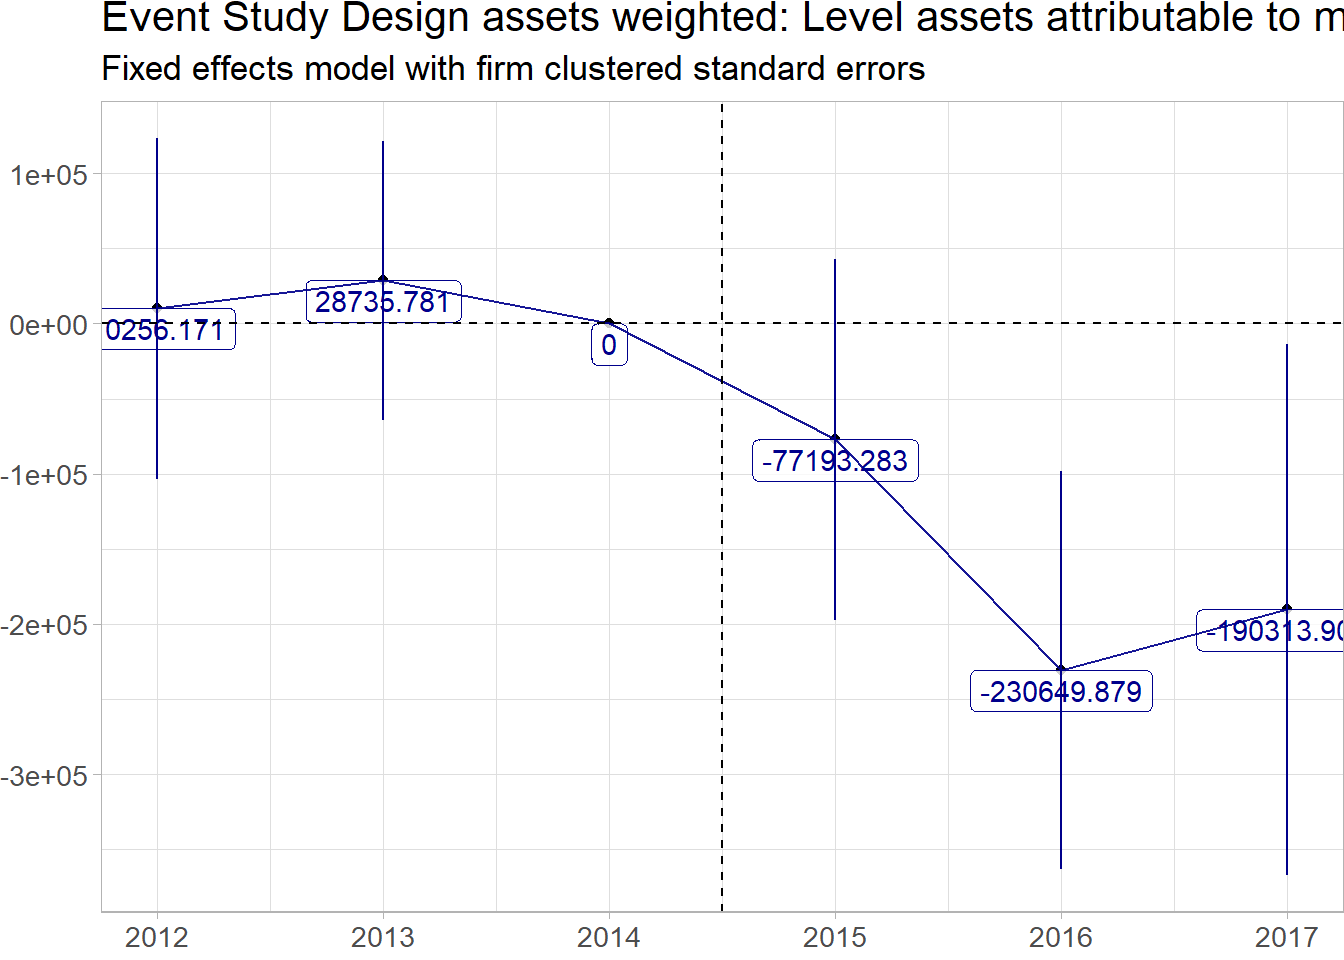 Event Study Design assets weighted: Level assets attributable to
Fixed effects model with firm clustered standard errors
1e+05
0e+00
-1e+05
-2e+05
-3e+05
0256.171
28735.781
0
-77193.283
-230649.879
-190313.90
2012 2013 2014 2015 2016 2017